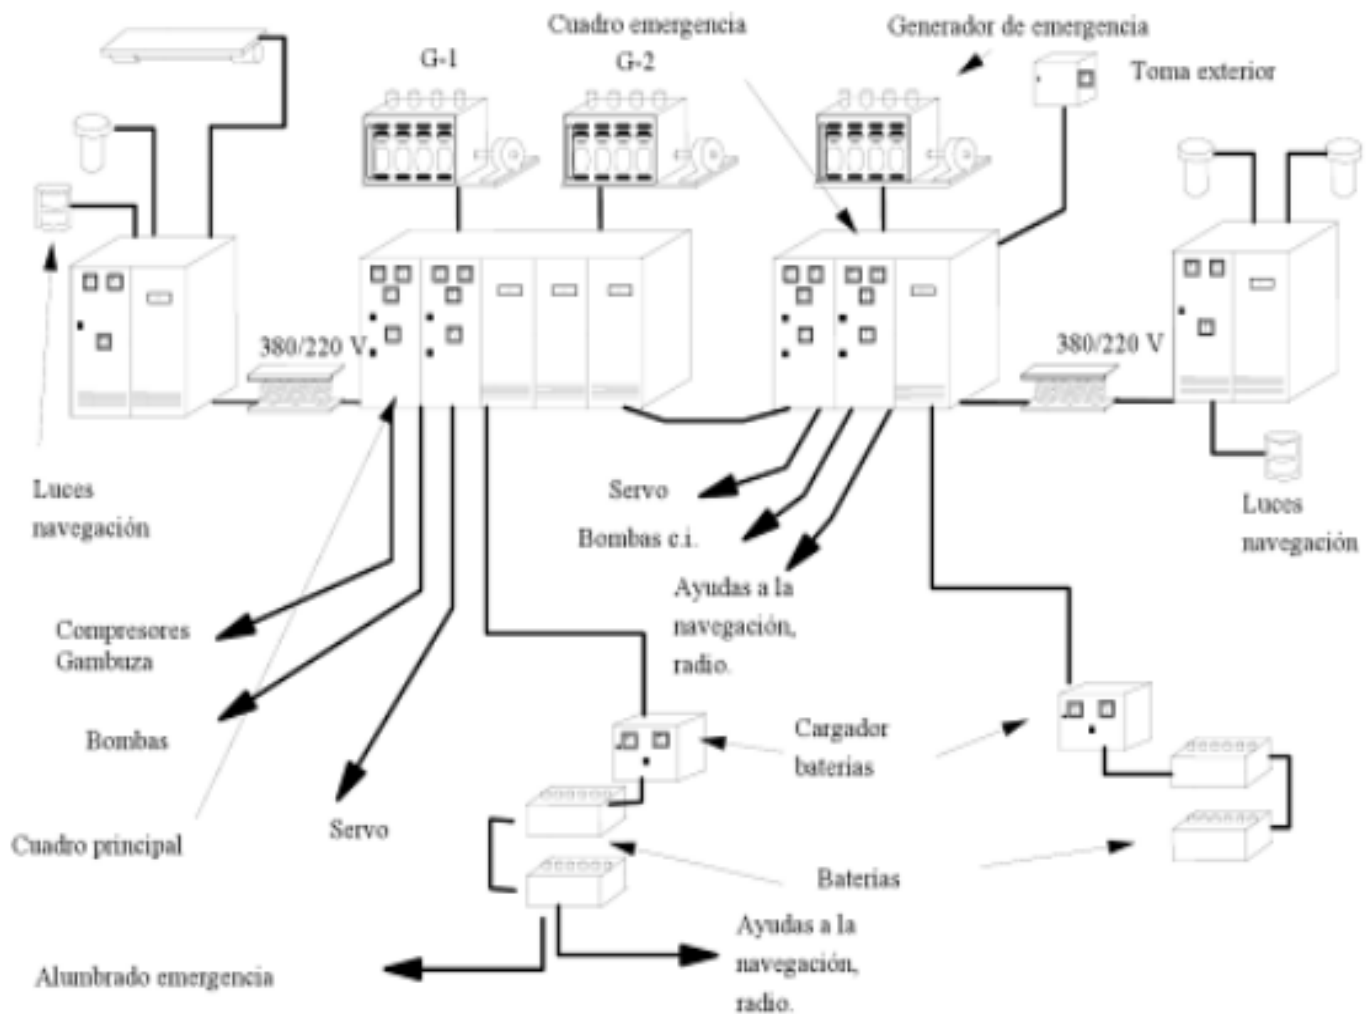 Cuadro emergencia
Generador de emergencia
G-1
G-2
Toma exterior
380/220 V
380/220 V
Luces
navegación
Servo
Bombas c.i.
Ayudas a la
navegación,
radio.
Luces
navegación
Compresores
Gambuza
Bombas
Cargador
baterias
Cuadro principal
Servo
Baterias
Ayudas a la
navegación,
radio.
Alumbrado emergencia